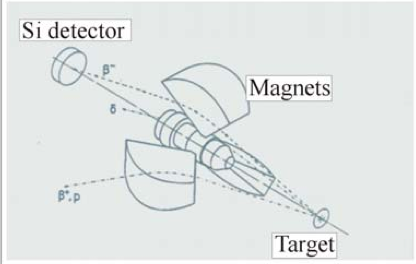 Si detector
β⁻
Magnets
δ
β⁺,p
Target